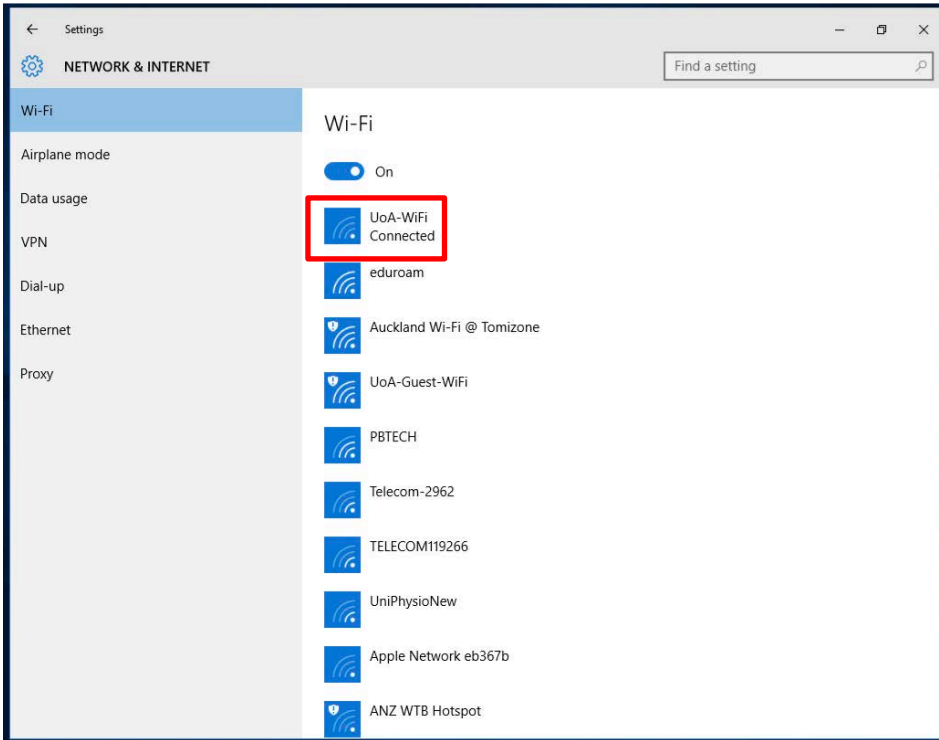 Settings
NETWORK & INTERNET
Find a setting
Wi-Fi
Airplane mode
Data usage
VPN
Dial-up
Ethernet
Proxy
Wi-Fi
On
UoA-WiFi
Connected
eduroam
Auckland Wi-Fi @ Tomizone
UoA-Guest-WiFi
PBTECH
Telecom-2962
TELECOM119266
UniPhysioNew
Apple Network eb367b
ANZ WTB Hotspot